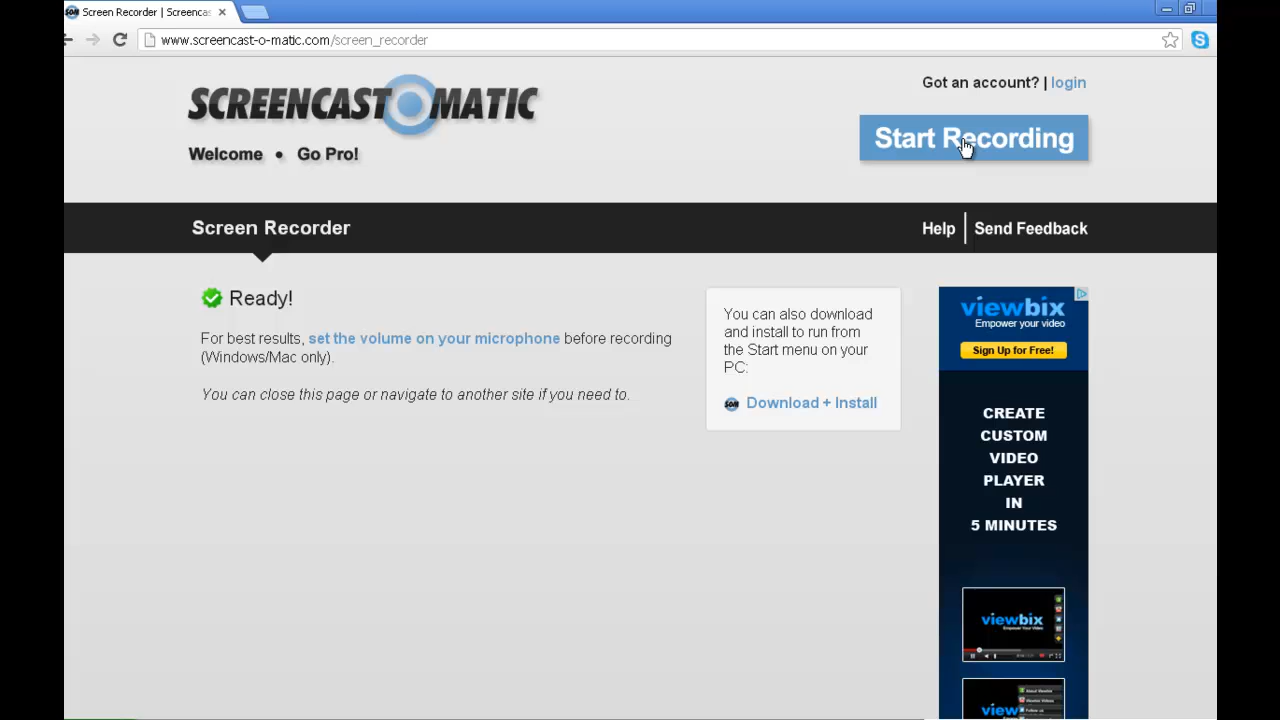 Screen Recorder | Screencas
www.screencast-o-matic.com/screen_recorder
SCREENCAST O MATIC
Got an account? | login
Start Recording
Welcome • Go Pro!
Screen Recorder
Help | Send Feedback
Ready!
For best results, set the volume on your microphone before recording
(Windows/Mac only).
You can close this page or navigate to another site if you need to.
You can also download
and install to run from
the Start menu on your
PC:
SOM Download + Install
viewbix
Empower your video
Sign Up for Free!
CREATE
CUSTOM
VIDEO
PLAYER
IN
5 MINUTES
viewbix
Empower Your Video
viewbix